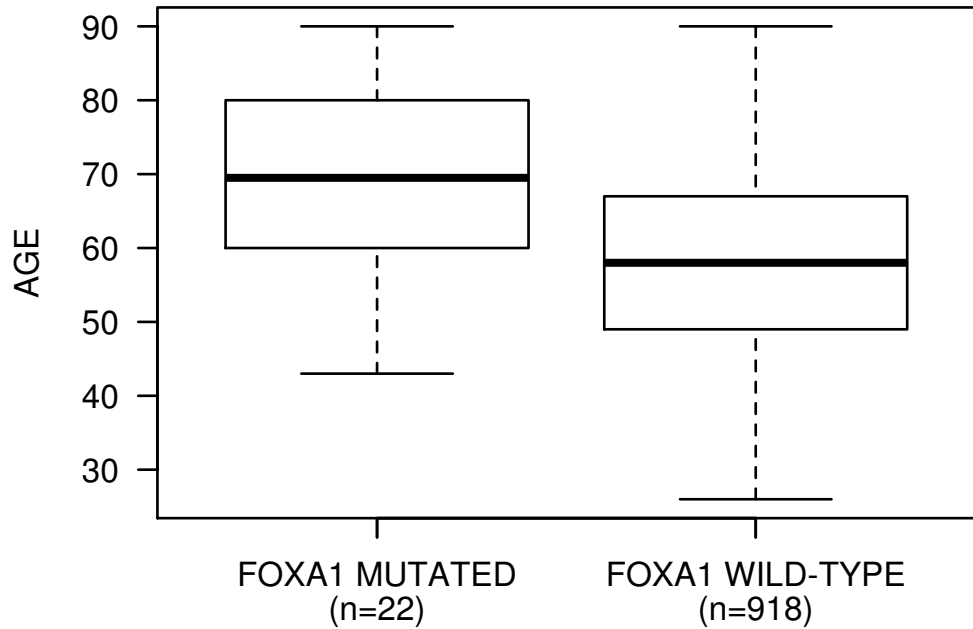 90
80
70
60
50
40
30
AGE
FOXA1 MUTATED
(n=22)
FOXA1 WILD-TYPE
(n=918)